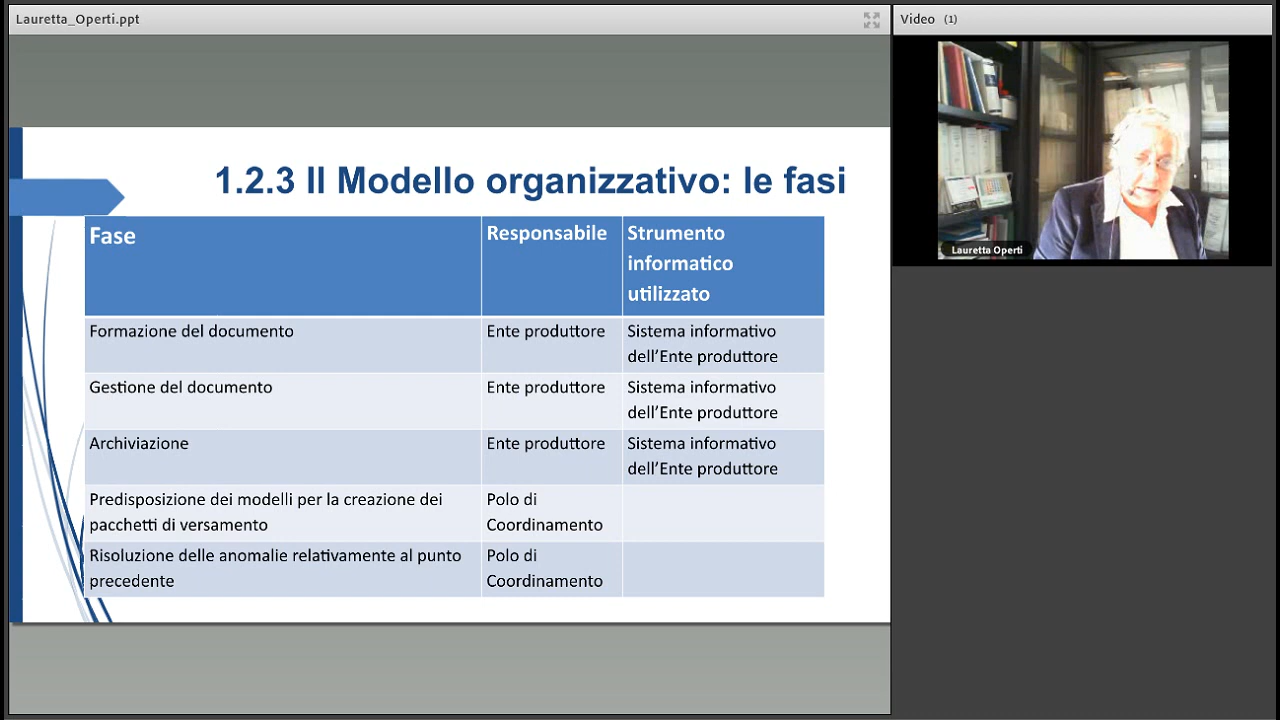 Lauretta_Operti.ppt
Video (1)
1.2.3 Il Modello organizzativo: le fasi
Fase
Responsabile
Strumento
informatico
utilizzato
Formazione del documento
Ente produttore
Sistema informativo
dell’Ente produttore
Gestione del documento
Ente produttore
Sistema informativo
dell’Ente produttore
Archiviazione
Ente produttore
Sistema informativo
dell’Ente produttore
Predisposizione dei modelli per la creazione dei
pacchetti di versamento
Polo di
Coordinamento
Risoluzione delle anomalie relativamente al punto
precedente
Polo di
Coordinamento
Lauretta Operti